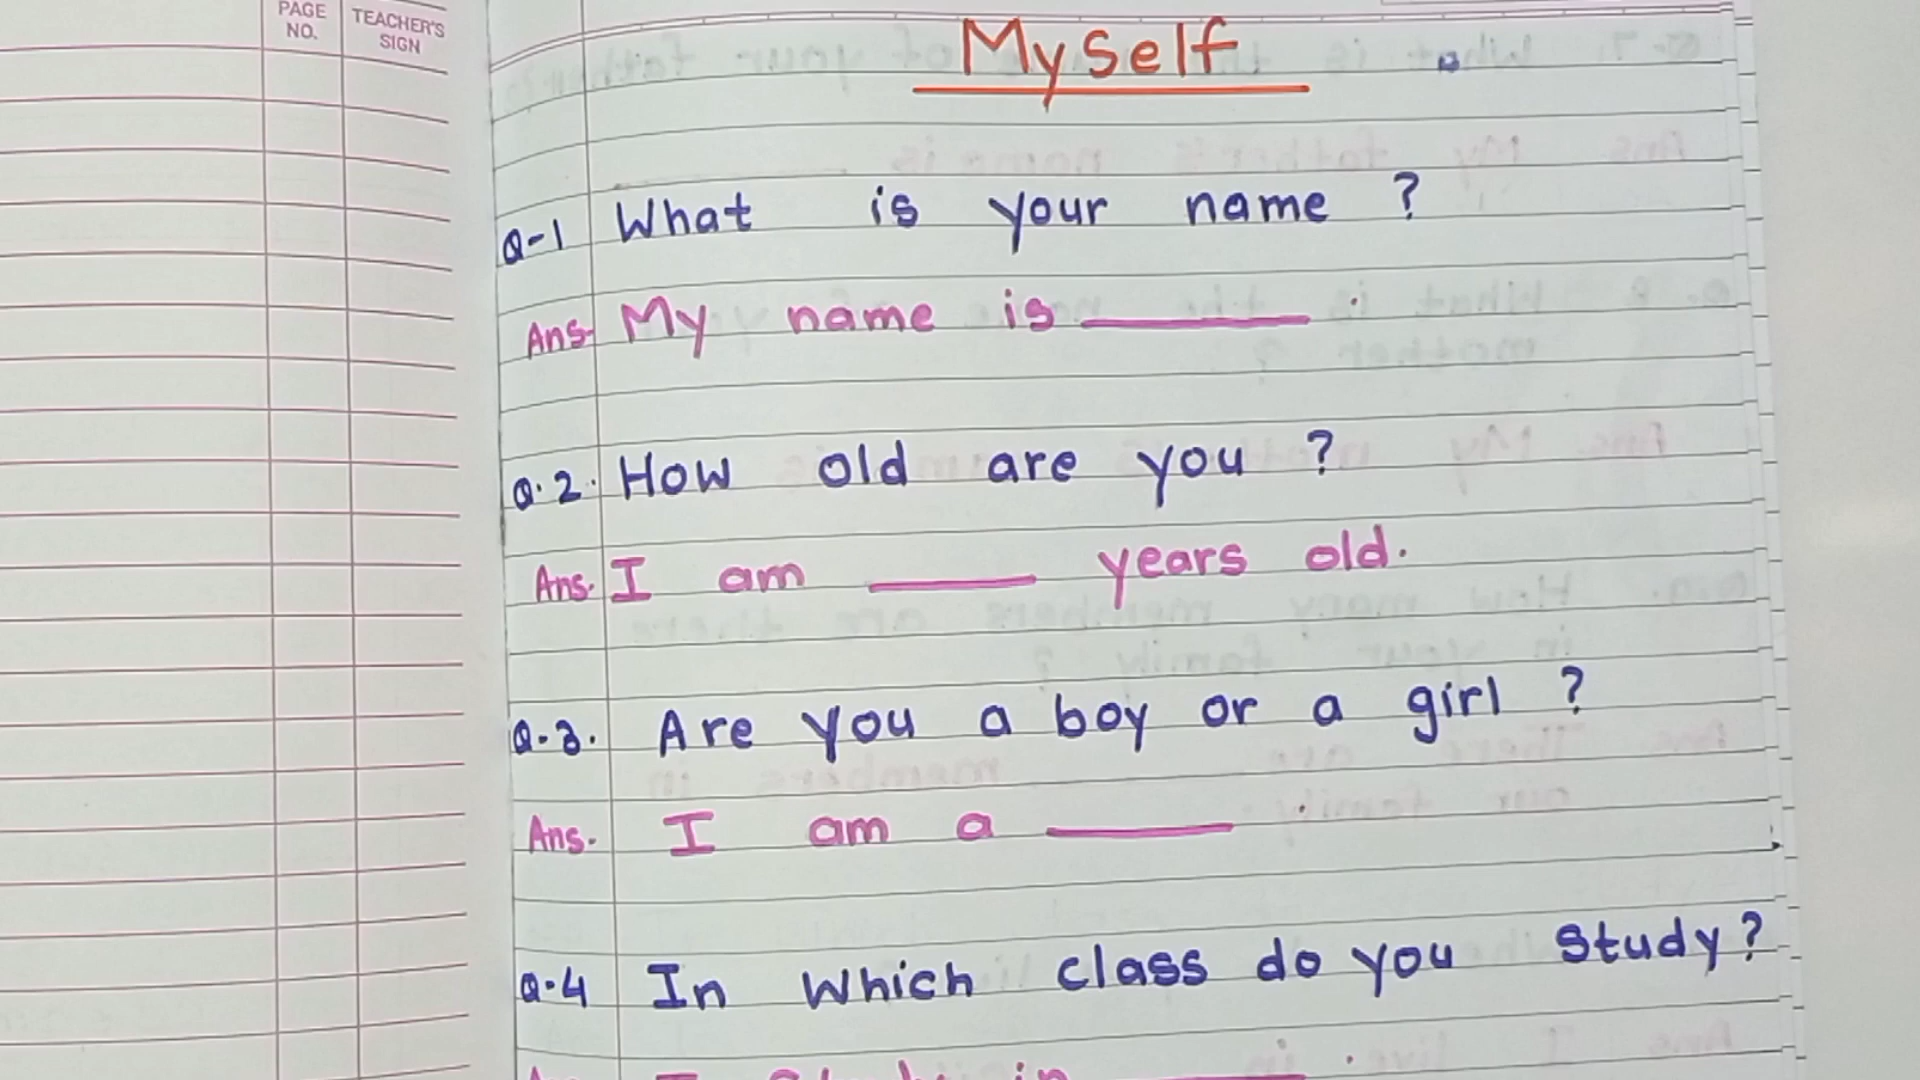 PAGE NO.
TEACHER'S SIGN
MySelf
Q-1 What is your name ?
Ans- My name is ______ .
Q.2. How old are you ?
Ans. I am ______ years old.
Q.3. Are you a boy or a girl ?
Ans. I am a ______ .
Q.4 In which class do you study?